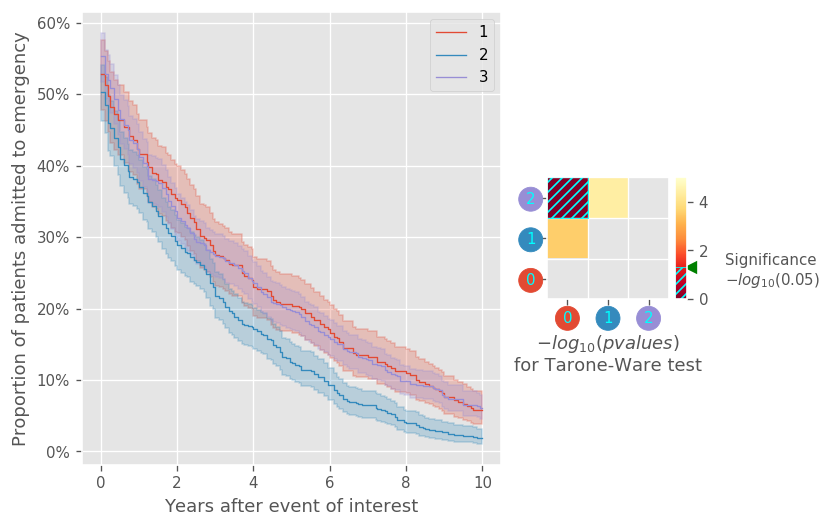 Proportion of patients admitted to emergency
60%
50%
40%
30%
20%
10%
0%
0 2 4 6 8 10
Years after event of interest
1
2
3
2
1
0
0 1 2
−log₁₀(pvalues)
for Tarone-Ware test
4
2
0
Significance
−log₁₀(0.05)